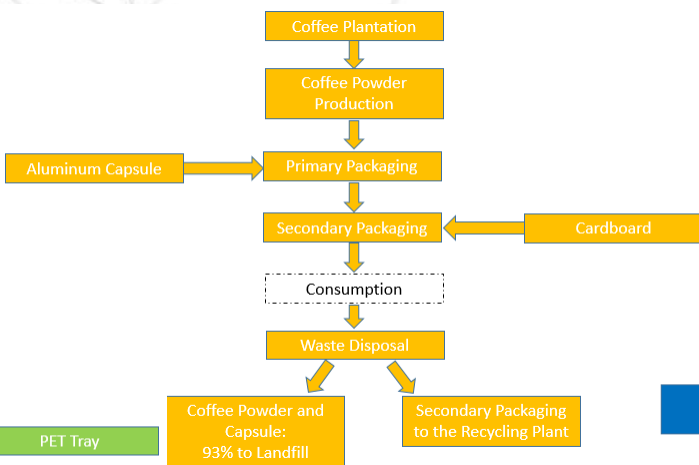 Coffee Plantation
Coffee Powder
Production
Aluminum Capsule
Primary Packaging
Secondary Packaging
Cardboard
Consumption
Waste Disposal
Coffee Powder and
Capsule:
93% to Landfill
Secondary Packaging
to the Recycling Plant
PET Tray